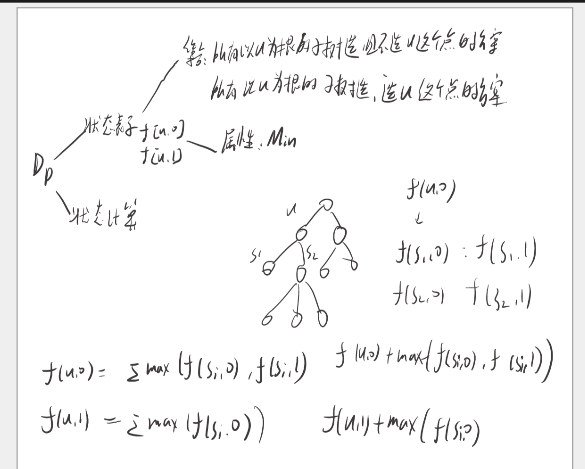 集合: 所有以u为根的子树选 且不选u这个点的方案
所有以u为根的子树选, 选u这个点的方案
状态表示 f[u,0]
f[u,1]
属性: Min
Dp
状态计算
u
S1
S2
f(u,0)
f(S1,0) : f(S1,1)
f(S2,0) f(S2,1)
f(u,0) = Σ max (f(Si,0), f(Si,1)
f(u,0) + max(f(Si,0), f(Si,1))
f(u,1) = Σ max (f(Si,0))
f(u,1) + max(f(Si,0)